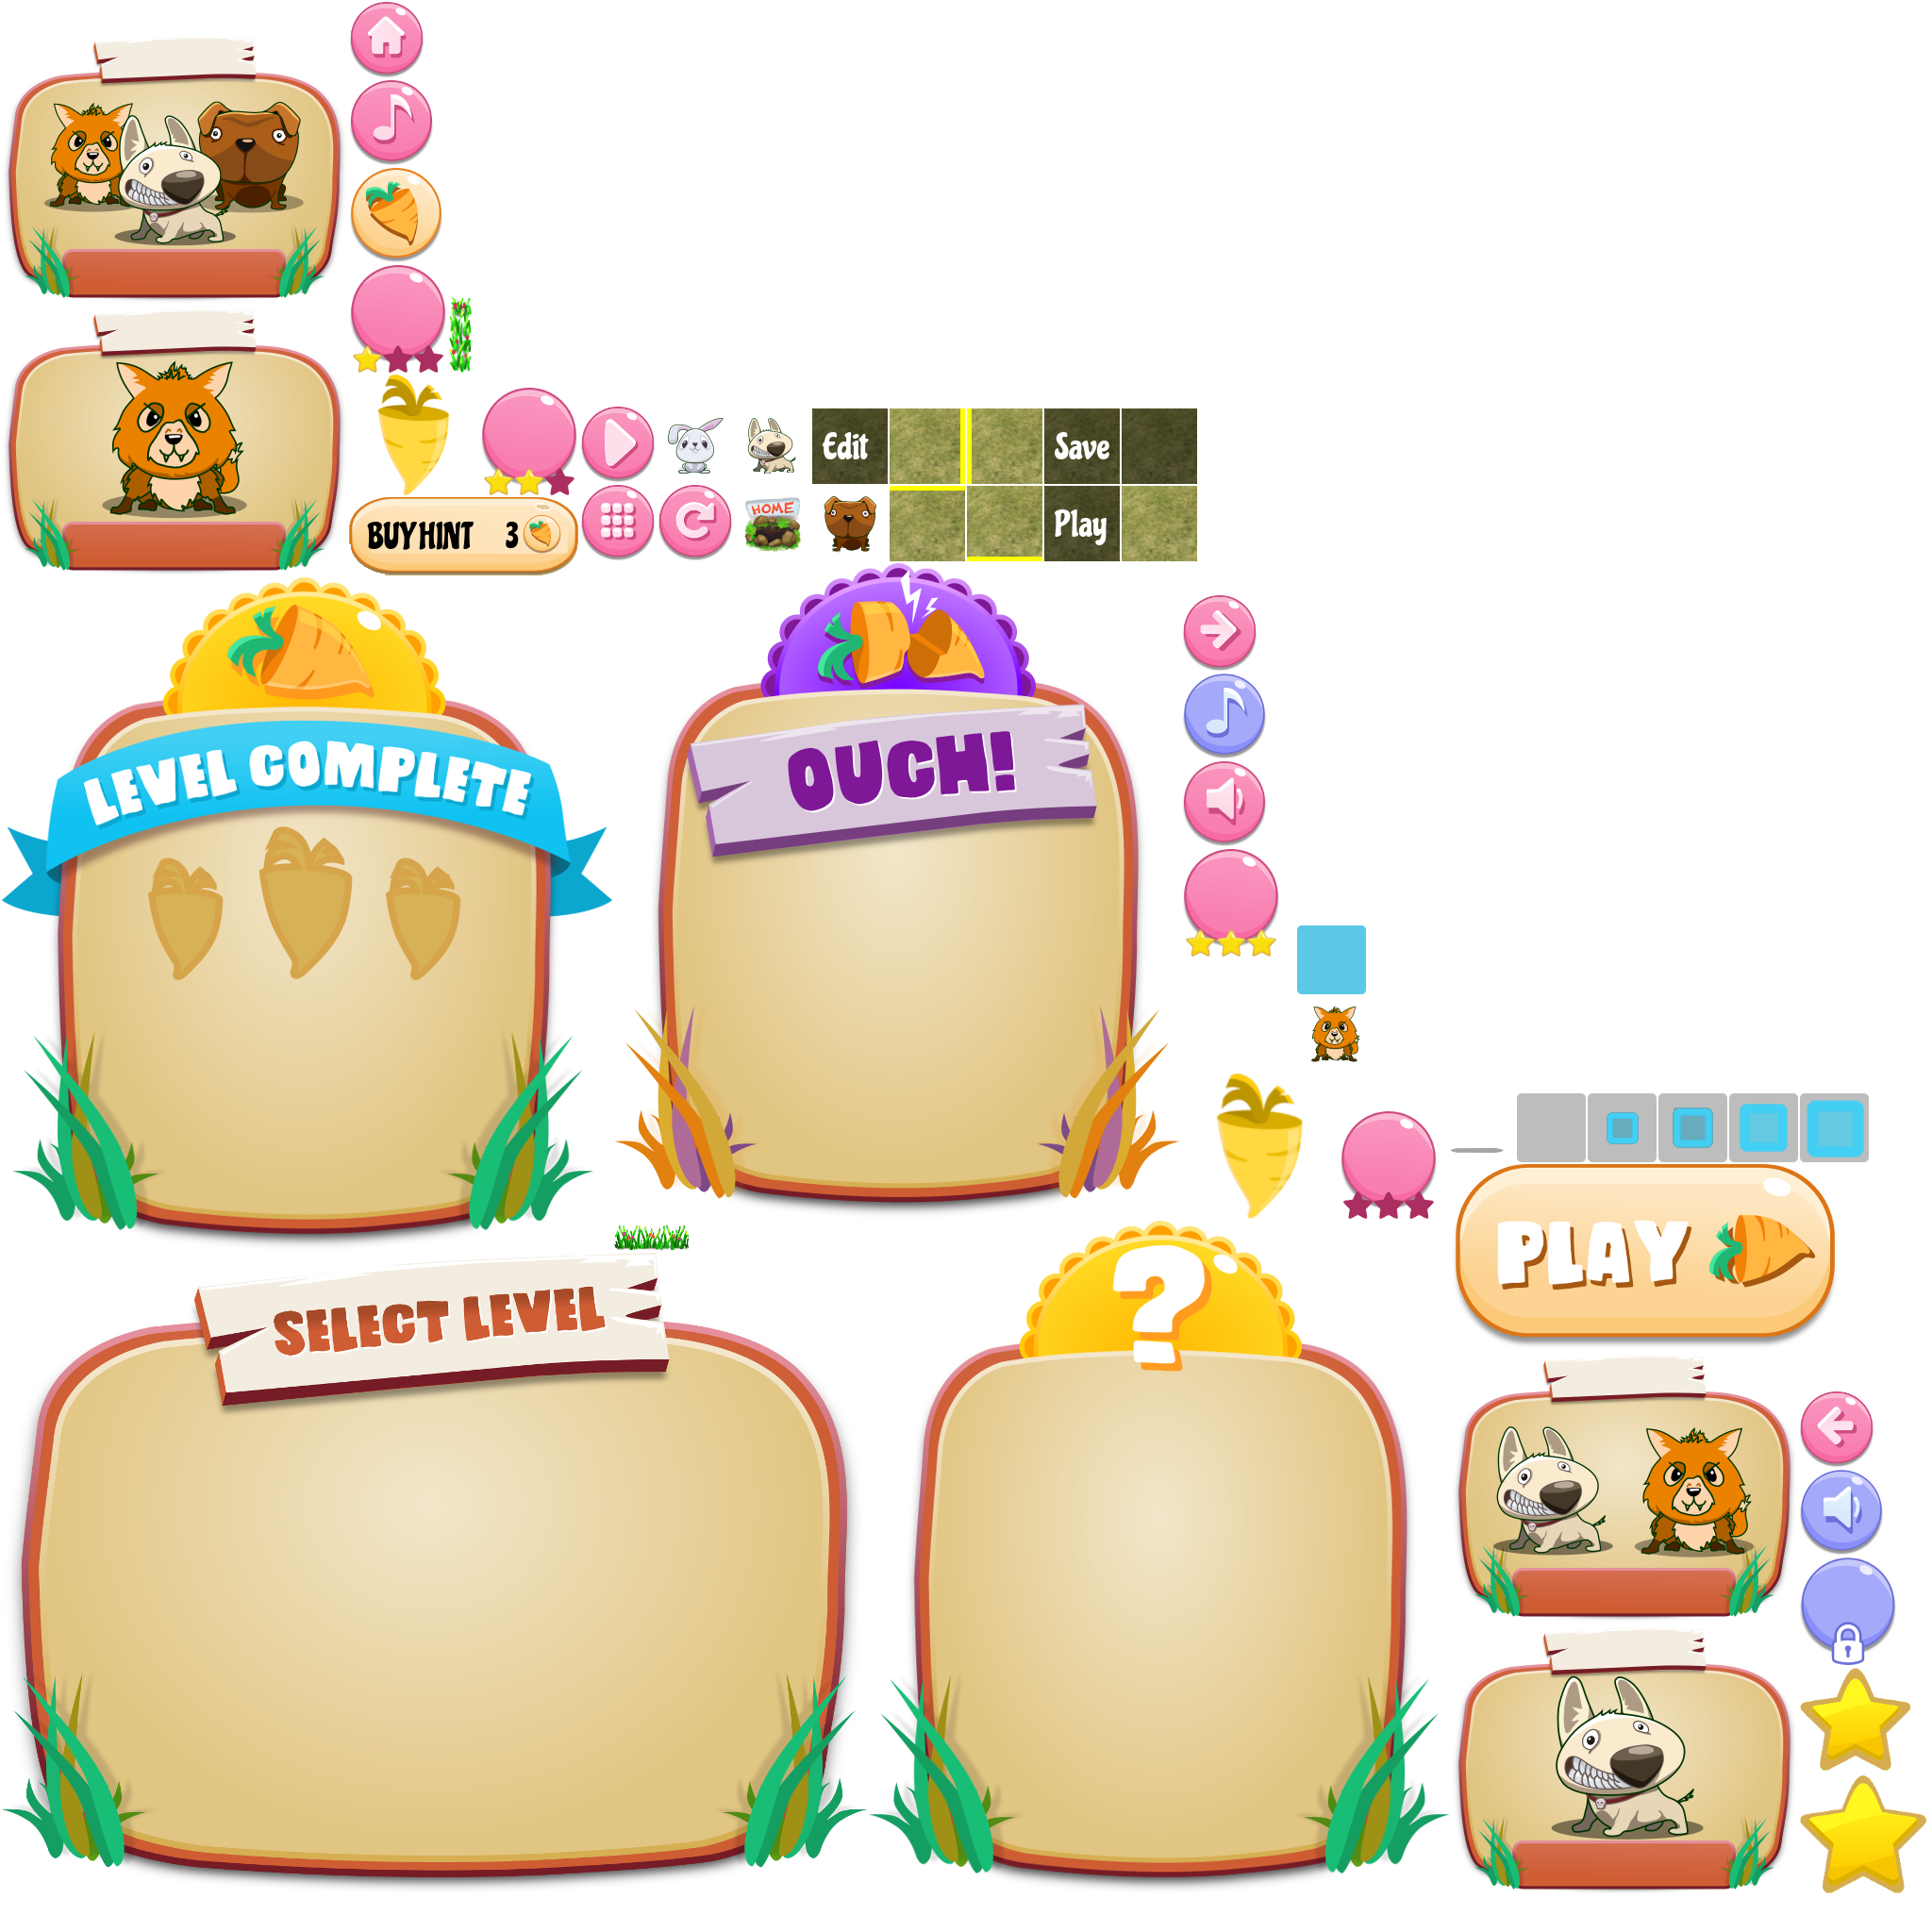 Edit
Save
BUY HINT 3
HOME
Play
LEVEL COMPLETE
OUCH!
PLAY
SELECT LEVEL
?